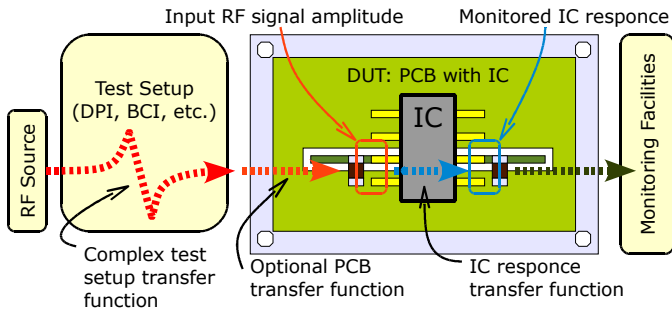 Input RF signal amplitude
Monitored IC responce
Test Setup
(DPI, BCI, etc.)
DUT: PCB with IC
IC
RF Source
Monitoring Facilities
Complex test
setup transfer
function
Optional PCB
transfer function
IC responce
transfer function